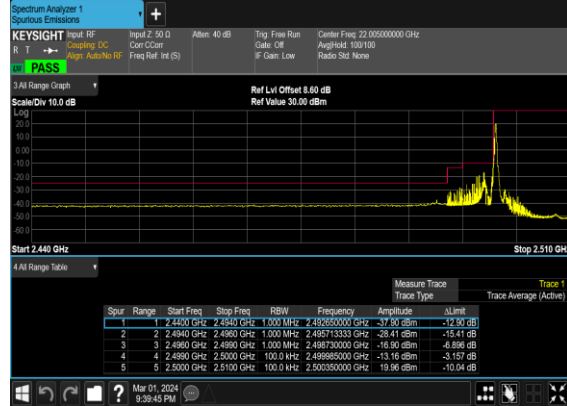 Spectrum Analyzer 1
Spurious Emissions
+
KEYSIGHT Input: RF Input Z: 50 Ω Atten: 40 dB Trig: Free Run Center Freq: 22.005000000 GHz
R T Coupling: DC Corr CCorr Gate: Off Avg|Hold: 100/100
Align: Auto/No RF Freq Ref: Int (S) IF Gain: Low Radio Std: None
LW PASS
3 All Range Graph
Ref Lvl Offset 8.60 dB
Scale/Div 10.0 dB Ref Value 30.00 dBm
Log
20.0
10.0
0.00
-10.0
-20.0
-30.0
-40.0
-50.0
-60.0
Start 2.440 GHz Stop 2.510 GH
4 All Range Table
Measure Trace Trace 1
Trace Type Trace Average (Active)
Spur Range Start Freq Stop Freq RBW Frequency Amplitude ΔLimit
1 1 2.4400 GHz 2.4940 GHz 1.000 MHz 2.492650000 GHz -37.90 dBm -12.90 dB
2 2 2.4940 GHz 2.4960 GHz 1.000 MHz 2.495713333 GHz -28.41 dBm -15.41 dB
3 3 2.4960 GHz 2.4990 GHz 1.000 MHz 2.498730000 GHz -16.90 dBm -6.896 dB
4 4 2.4990 GHz 2.5000 GHz 100.0 kHz 2.499985000 GHz -13.16 dBm -3.157 dB
5 5 2.5000 GHz 2.5100 GHz 100.0 kHz 2.500350000 GHz 19.96 dBm -10.04 dB
? Mar 01, 2024
9:39:45 PM